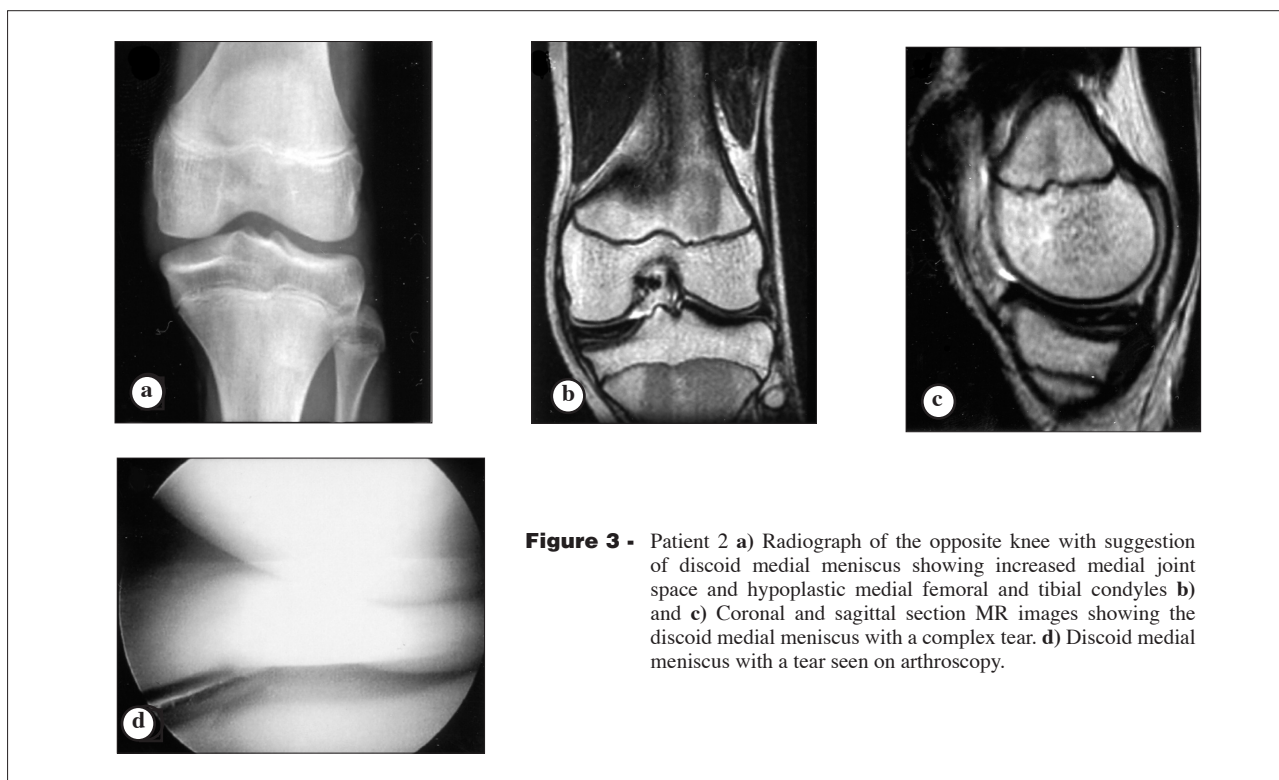 a
b
c
d
Figure 3 - Patient 2 a) Radiograph of the opposite knee with suggestion
of discoid medial meniscus showing increased medial joint
space and hypoplastic medial femoral and tibial condyles b)
and c) Coronal and sagittal section MR images showing the
discoid medial meniscus with a complex tear. d) Discoid medial
meniscus with a tear seen on arthroscopy.